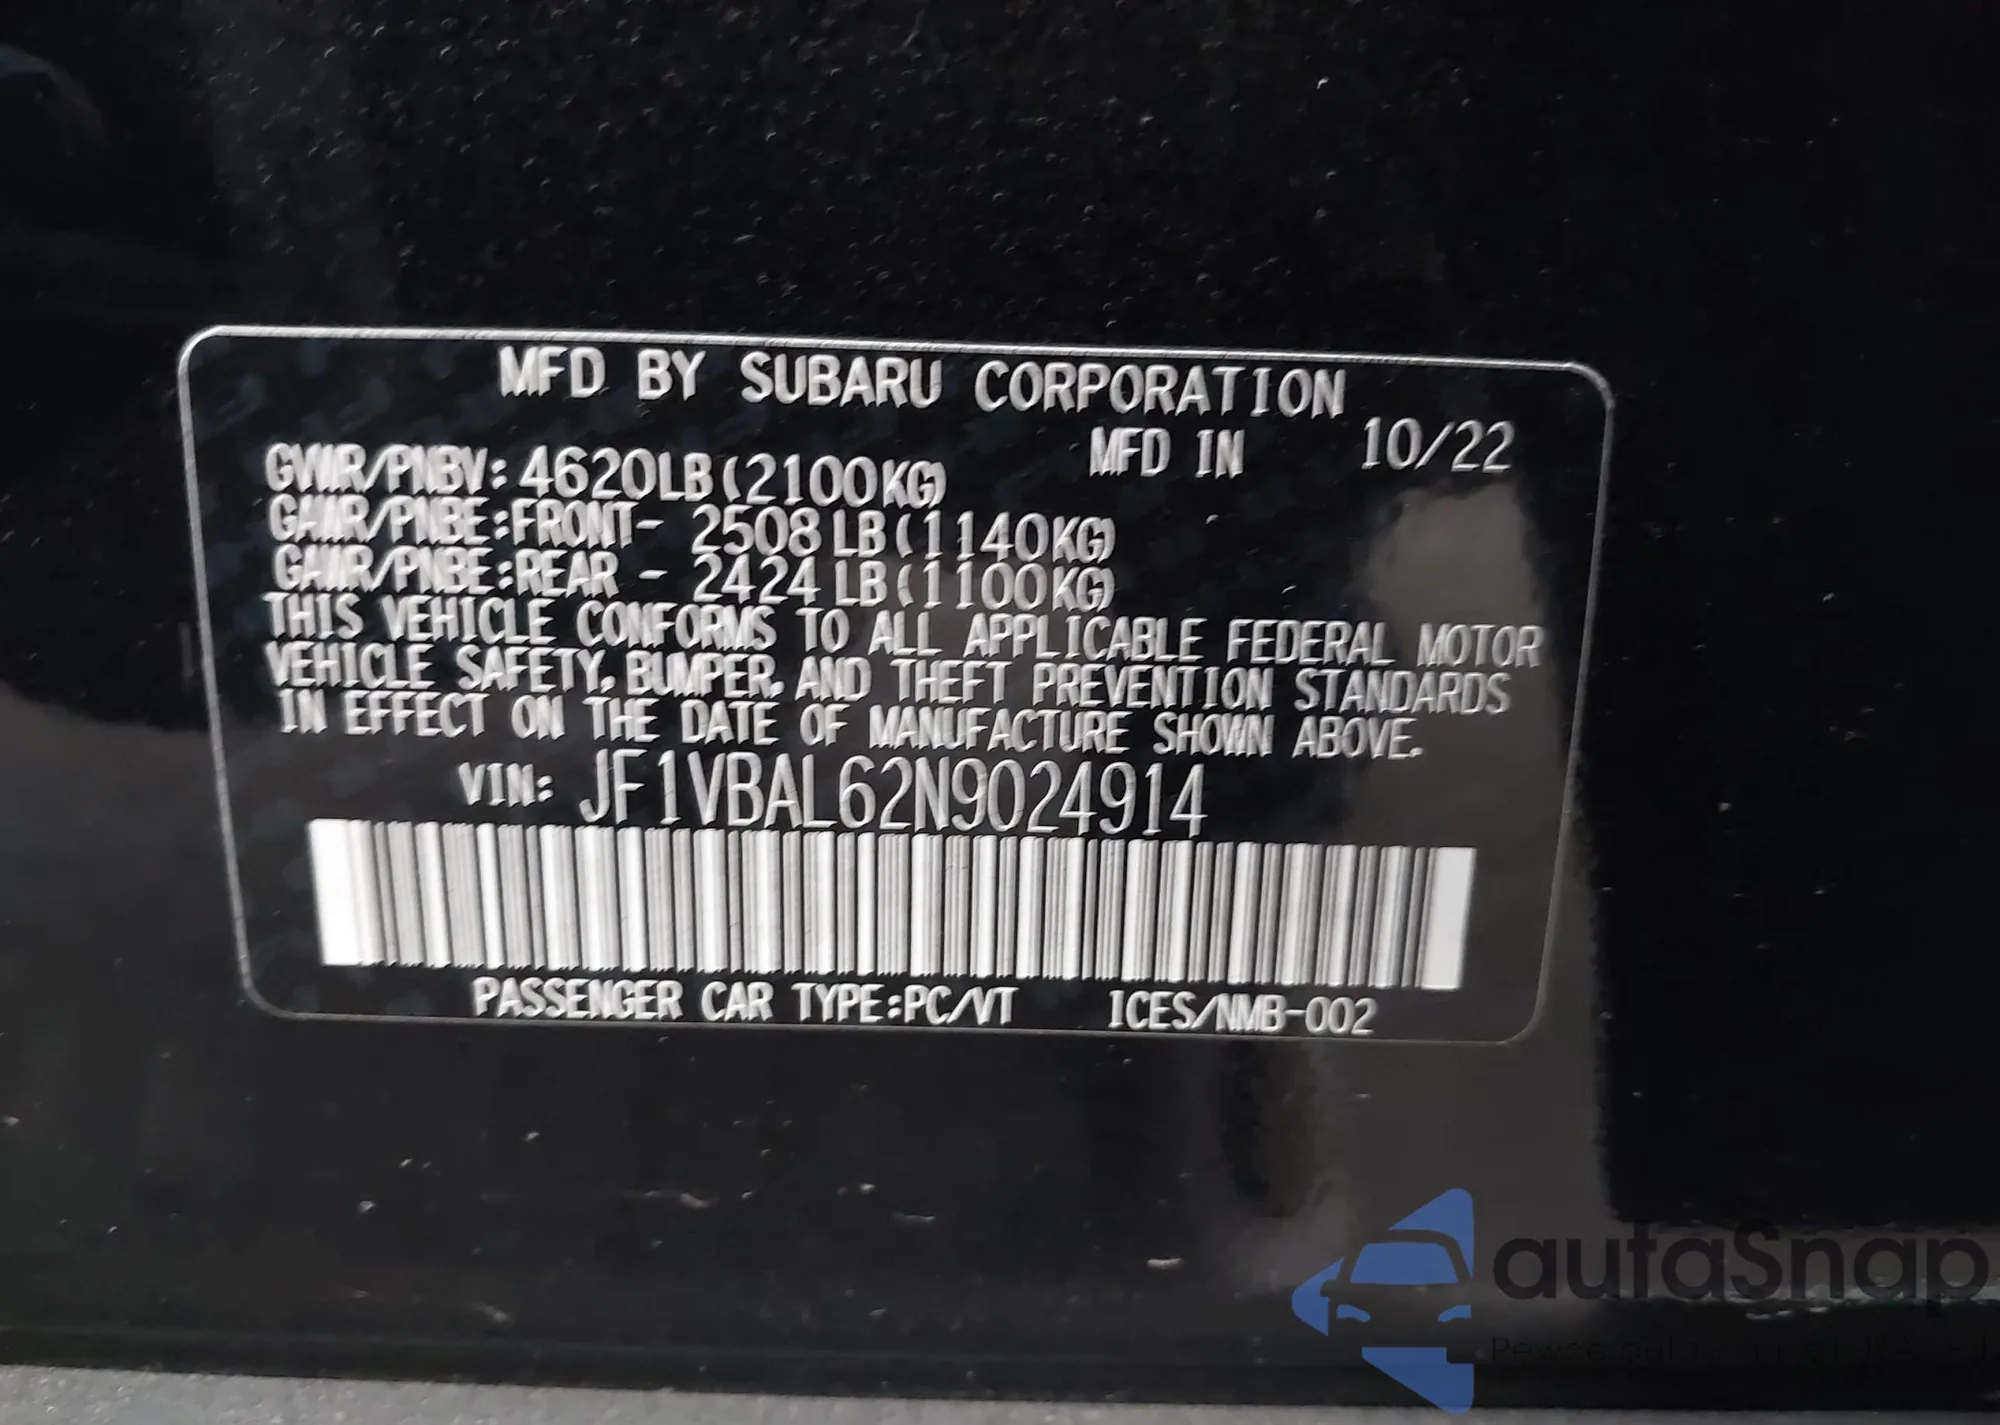 MFD BY SUBARU CORPORATION
MFD IN 10/22
GVWR/PNBV: 4620LB(2100KG)
GAWR/PNBE:FRONT- 2508LB(1140KG)
GAWR/PNBE:REAR - 2424LB(1100KG)
THIS VEHICLE CONFORMS TO ALL APPLICABLE FEDERAL MOTOR
VEHICLE SAFETY, BUMPER, AND THEFT PREVENTION STANDARDS
IN EFFECT ON THE DATE OF MANUFACTURE SHOWN ABOVE.
VIN: JF1VBAL62N9024914
PASSENGER CAR TYPE:PC/VT ICES/NMB-002
autaSnap